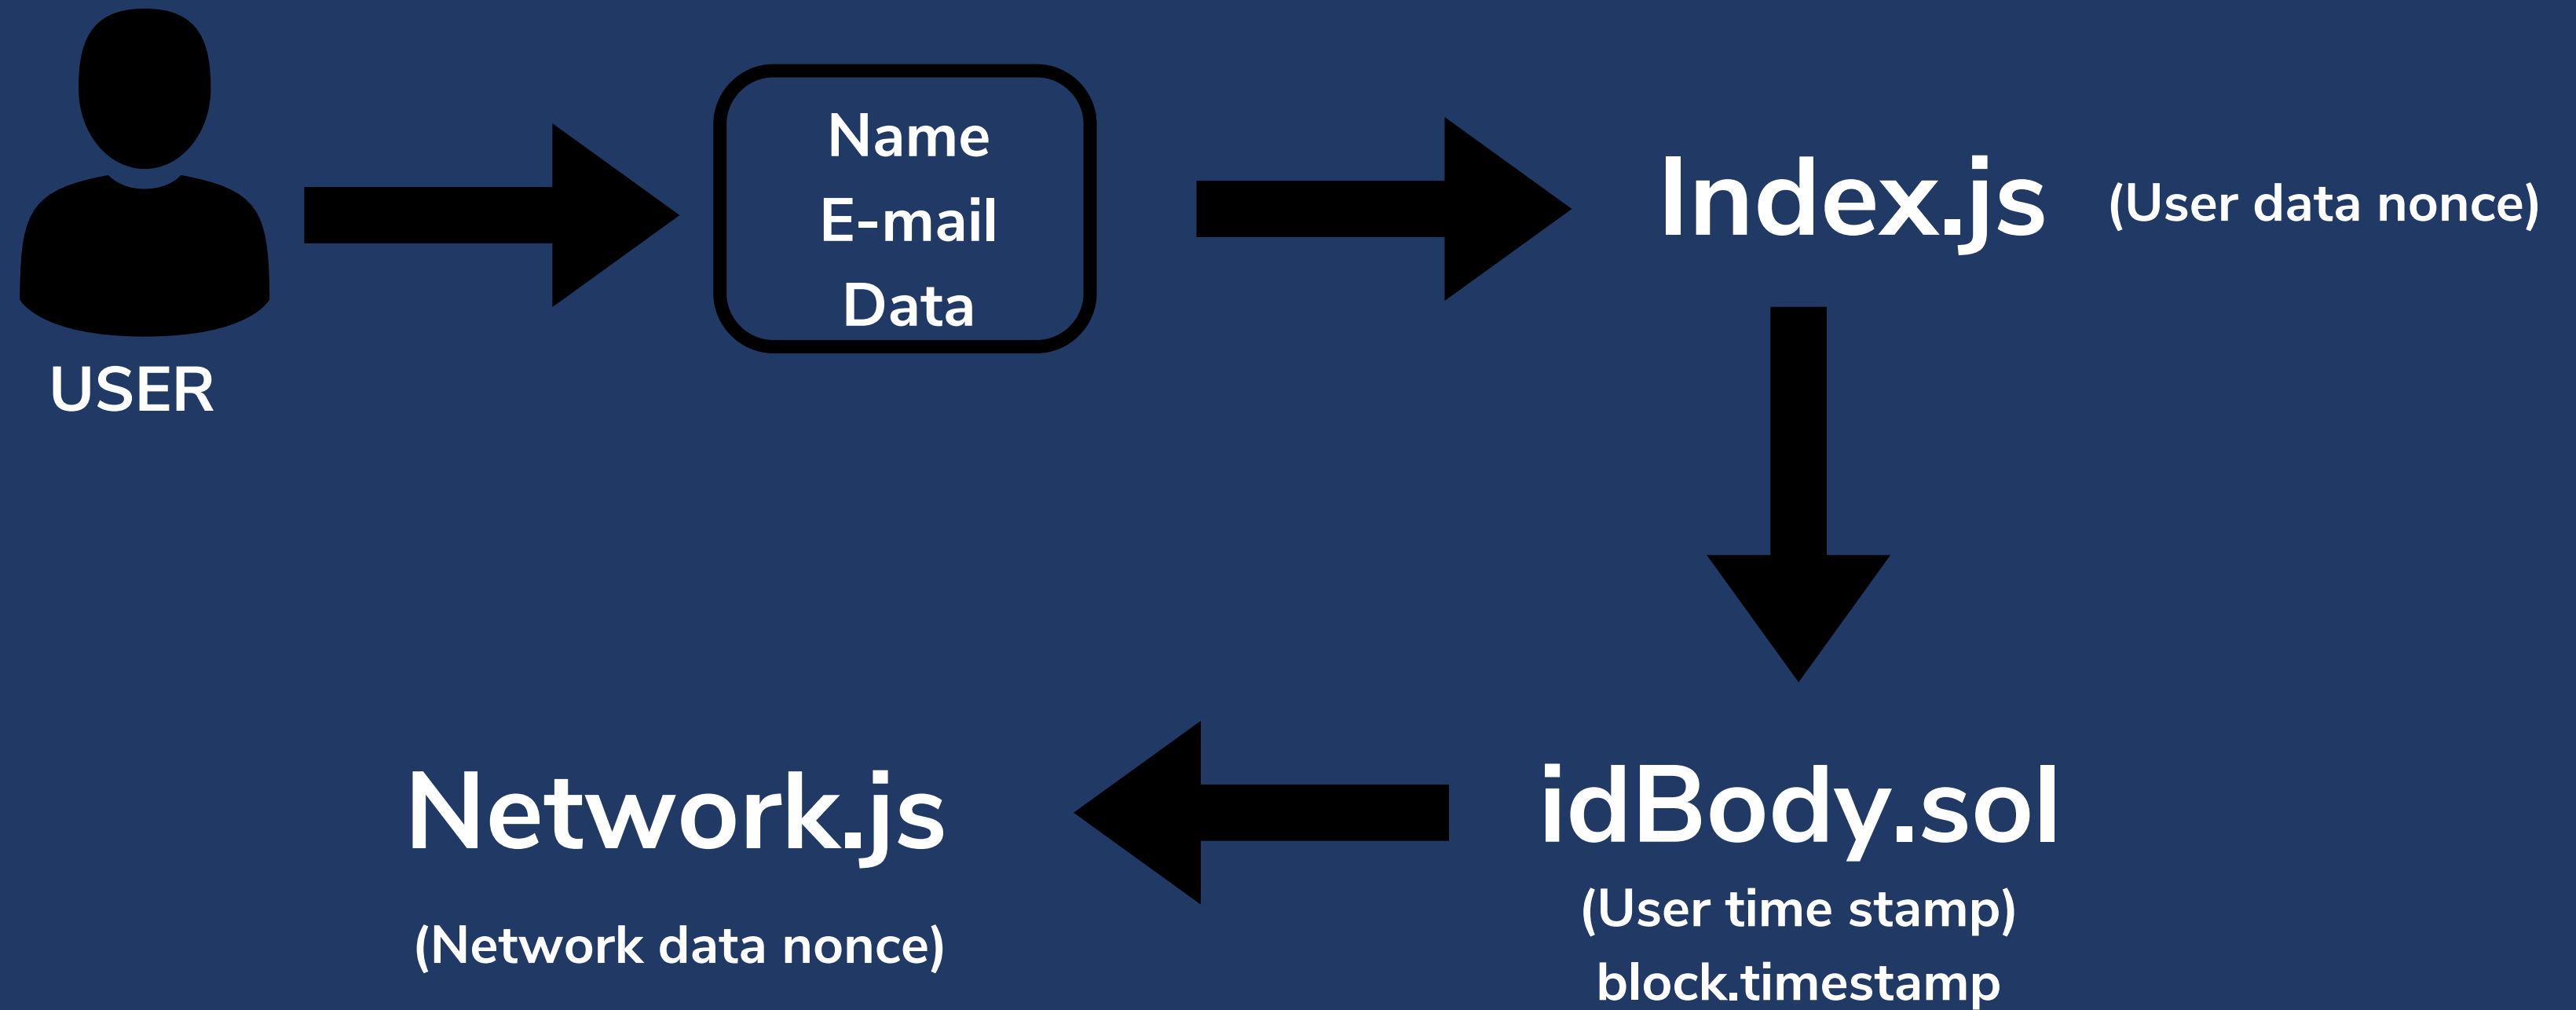 USER
Name
E-mail
Data
Index.js
(User data nonce)
idBody.sol
(User time stamp)
block.timestamp
Network.js
(Network data nonce)